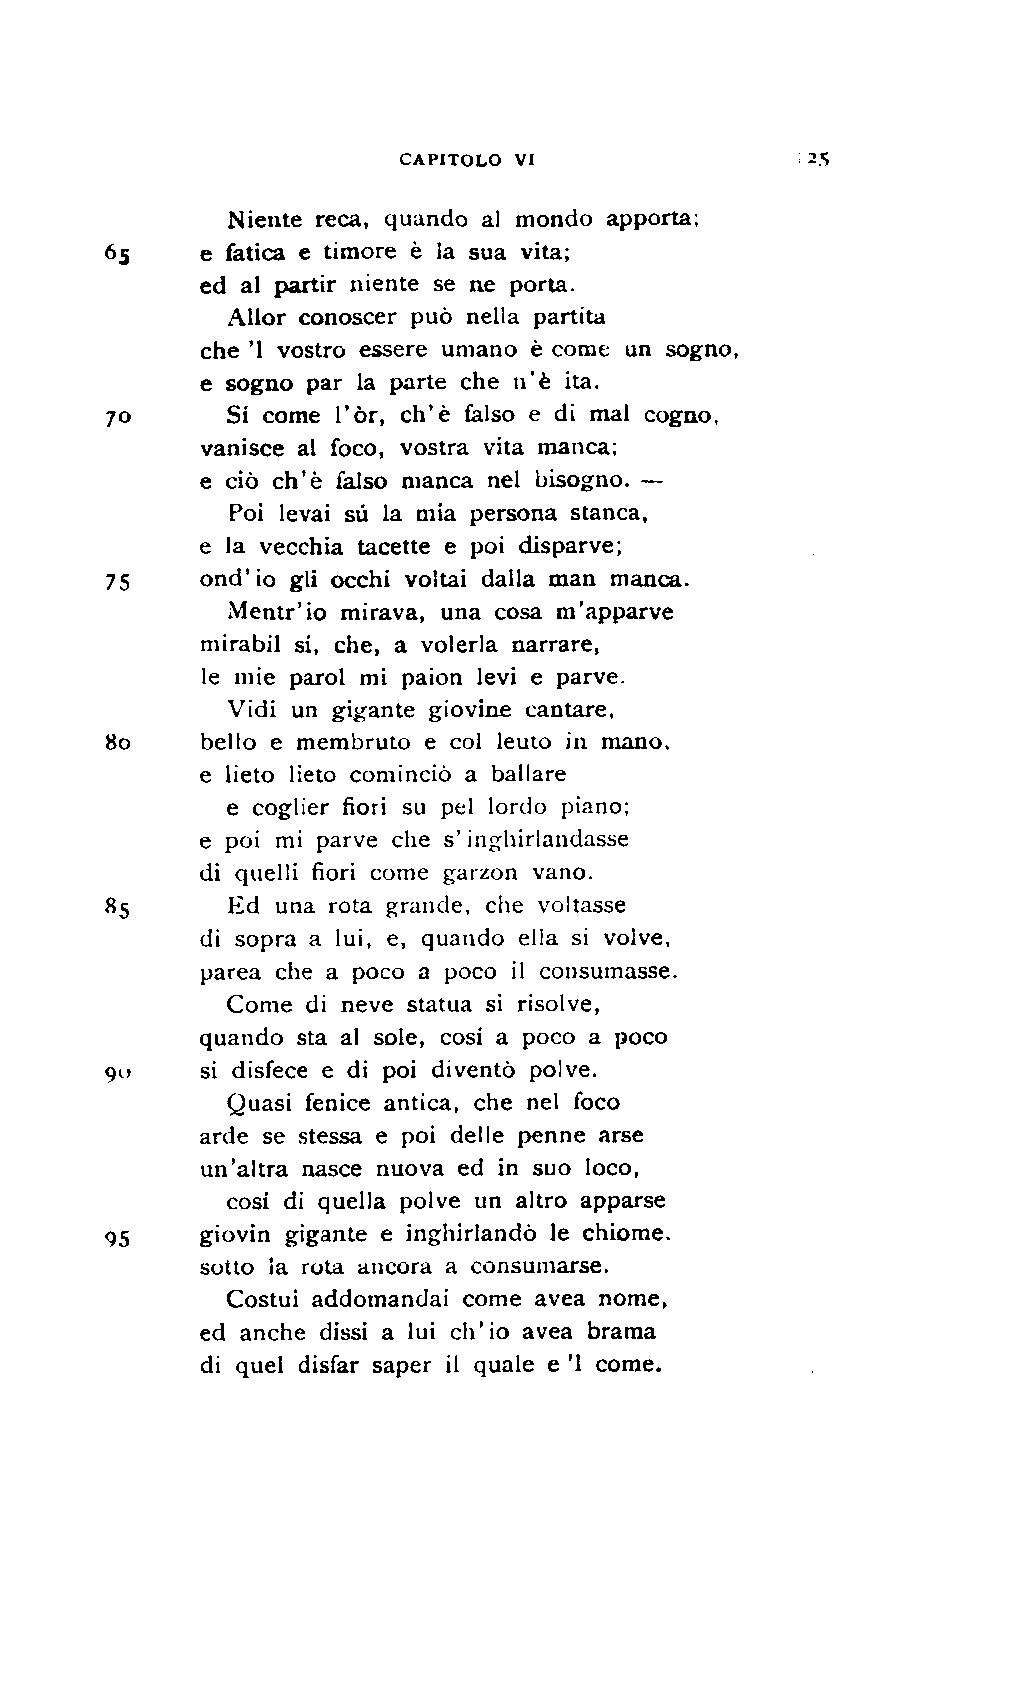 CAPITOLO VI 125
Niente reca, quando al mondo apporta;
65 e fatica e timore è la sua vita;
ed al partir niente se ne porta.
Allor conoscer può nella partita
che 'l vostro essere umano è come un sogno,
e sogno par la parte che n'è ita.
70 Sí come l'òr, ch'è falso e di mal cogno,
vanisce al foco, vostra vita manca;
e ciò ch'è falso manca nel bisogno. —
Poi levai sú la mia persona stanca,
e la vecchia tacette e poi disparve;
75 ond'io gli occhi voltai dalla man manca.
Mentr'io mirava, una cosa m'apparve
mirabil sí, che, a volerla narrare,
le mie parol mi paion levi e parve.
Vidi un gigante giovine cantare,
80 bello e membruto e col leuto in mano,
e lieto lieto cominciò a ballare
e coglier fiori su pel lordo piano;
e poi mi parve che s'inghirlandasse
di quelli fiori come garzon vano.
85 Ed una rota grande, che voltasse
di sopra a lui, e, quando ella si volve,
parea che a poco a poco il consumasse.
Come di neve statua si risolve,
quando sta al sole, cosí a poco a poco
90 si disfece e di poi diventò polve.
Quasi fenice antica, che nel foco
arde se stessa e poi delle penne arse
un'altra nasce nuova ed in suo loco,
cosí di quella polve un altro apparse
95 giovin gigante e inghirlandò le chiome.
sotto la rota ancora a consumarse.
Costui addomandai come avea nome,
ed anche dissi a lui ch'io avea brama
di quel disfar saper il quale e 'l come.